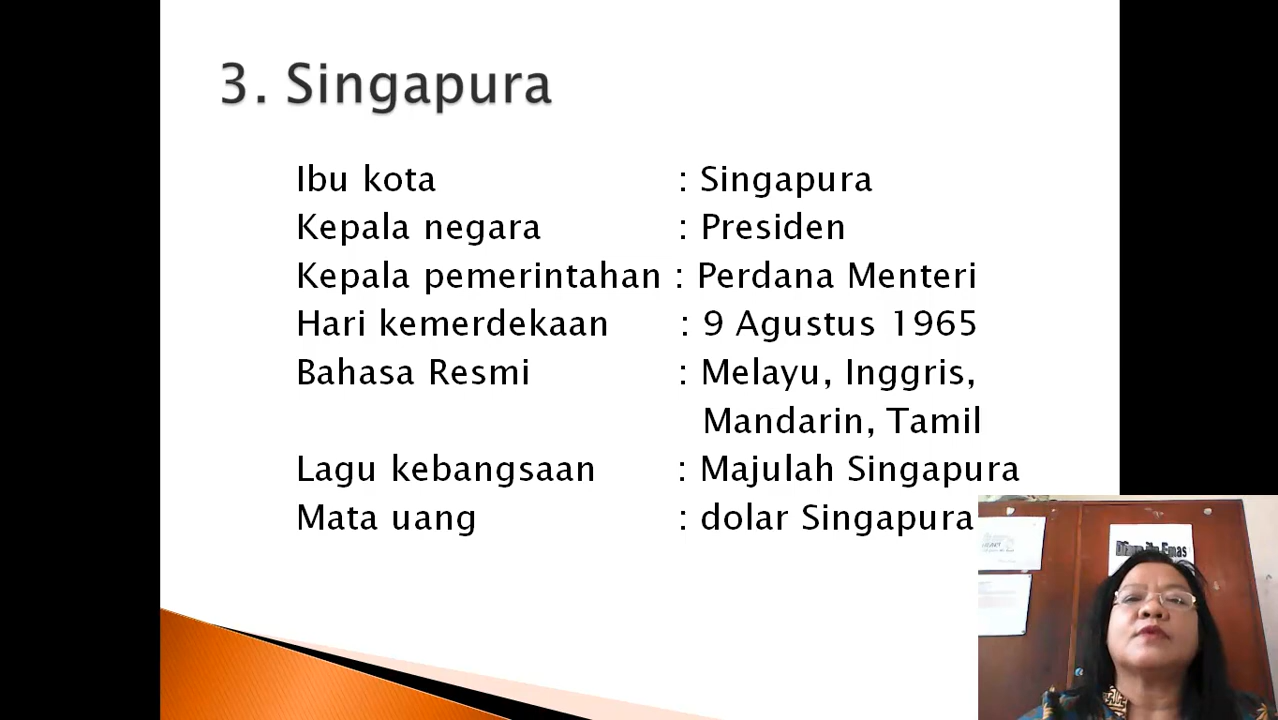 3. Singapura
Ibu kota : Singapura
Kepala negara : Presiden
Kepala pemerintahan : Perdana Menteri
Hari kemerdekaan : 9 Agustus 1965
Bahasa Resmi : Melayu, Inggris,
Mandarin, Tamil
Lagu kebangsaan : Majulah Singapura
Mata uang : dolar Singapura
Emas